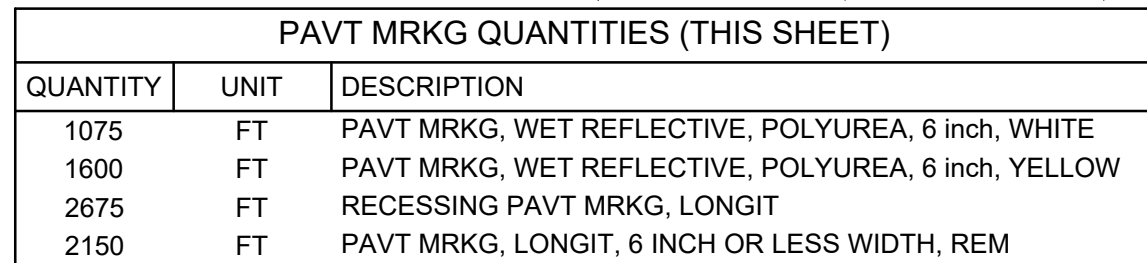 PAVT MRKG QUANTITIES (THIS SHEET)
QUANTITY UNIT DESCRIPTION
1075 FT PAVT MRKG, WET REFLECTIVE, POLYUREA, 6 inch, WHITE
1600 FT PAVT MRKG, WET REFLECTIVE, POLYUREA, 6 inch, YELLOW
2675 FT RECESSING PAVT MRKG, LONGIT
2150 FT PAVT MRKG, LONGIT, 6 INCH OR LESS WIDTH, REM